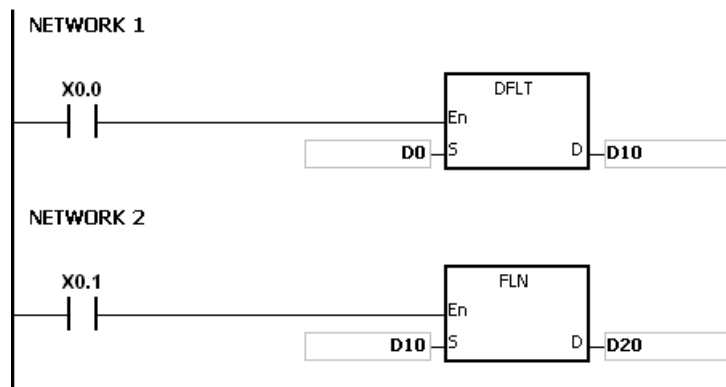 NETWORK 1
X0.0
DFLT
En
D0 S D D10
NETWORK 2
X0.1
FLN
En
D10 S D D20